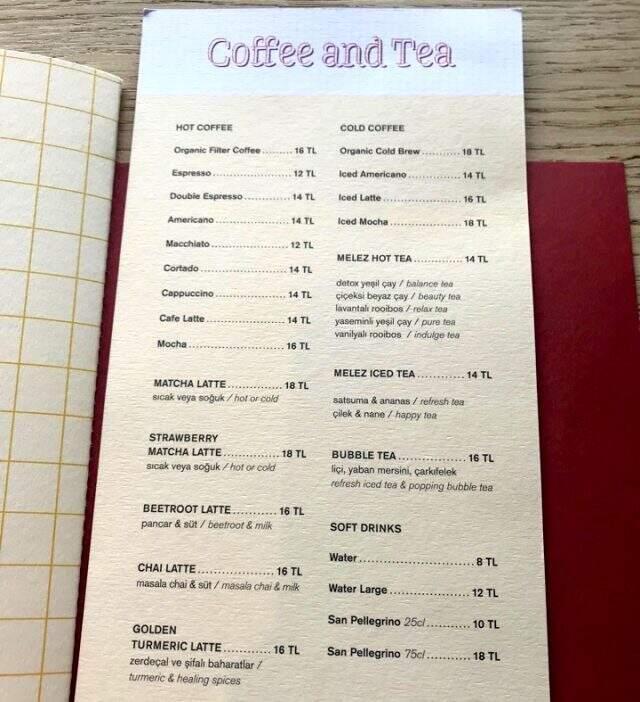 Coffee and Tea
HOT COFFEE
Organic Filter Coffee ......... 16 TL
Espresso ......................... 12 TL
Double Espresso ............. 14 TL
Americano ...................... 14 TL
Macchiato ....................... 12 TL
Cortado ........................... 14 TL
Cappuccino .................... 14 TL
Cafe Latte ....................... 14 TL
Mocha ............................. 16 TL
MATCHA LATTE ............. 18 TL
sıcak veya soğuk / hot or cold
STRAWBERRY
MATCHA LATTE ............. 18 TL
sıcak veya soğuk / hot or cold
BEETROOT LATTE ........... 16 TL
pancar & süt / beetroot & milk
CHAI LATTE ................... 16 TL
masala chai & süt / masala chai & milk
GOLDEN
TURMERIC LATTE ............ 16 TL
zerdeçal ve şifalı baharatlar /
turmeric & healing spices
COLD COFFEE
Organic Cold Brew ........... 18 TL
Iced Americano ............... 14 TL
Iced Latte ........................ 16 TL
Iced Mocha ..................... 18 TL
MELEZ HOT TEA ............. 14 TL
detox yeşil çay / balance tea
çiçeksi beyaz çay / beauty tea
lavantalı rooibos / relax tea
yaseminli yeşil çay / pure tea
vanilyalı rooibos / indulge tea
MELEZ ICED TEA ............ 14 TL
satsuma & ananas / refresh tea
çilek & nane / happy tea
BUBBLE TEA .................. 16 TL
liçi, yaban mersini, çarkıfelek
refresh iced tea & popping bubble tea
SOFT DRINKS
Water ............................. 8 TL
Water Large .................... 12 TL
San Pellegrino 25cl ........... 10 TL
San Pellegrino 75cl ........... 18 TL